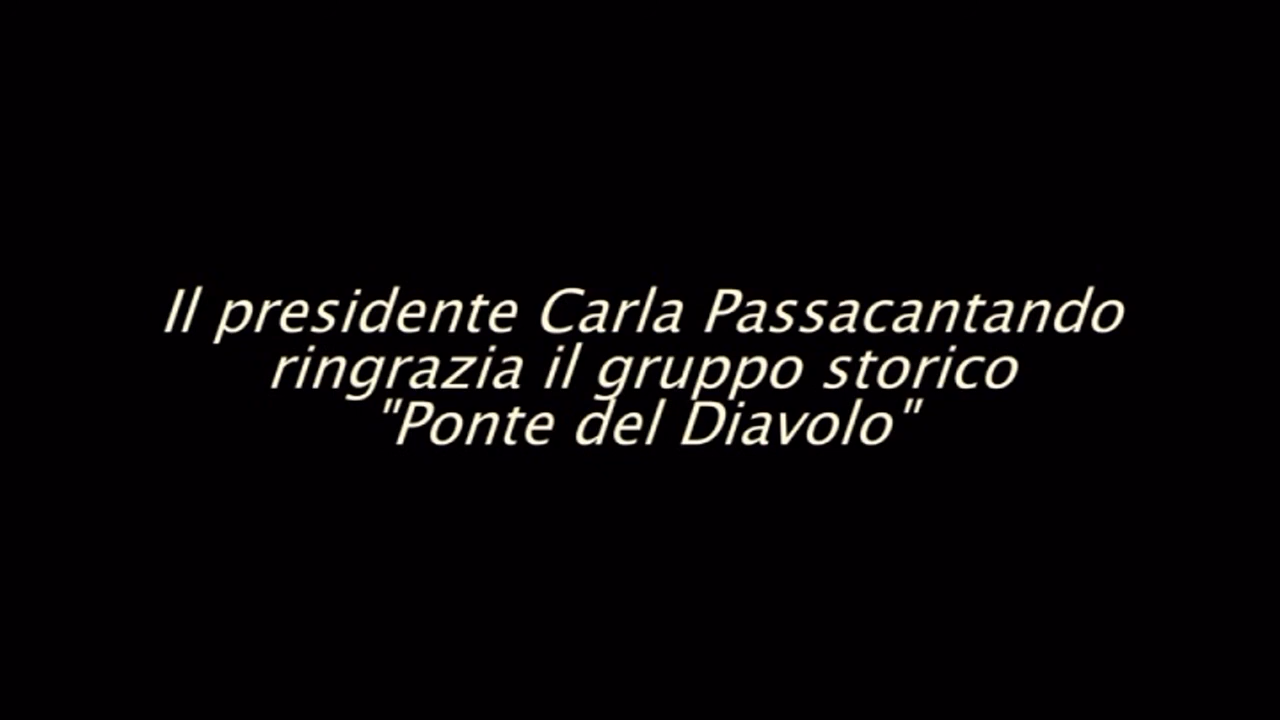 Il presidente Carla Passacantando
ringrazia il gruppo storico
"Ponte del Diavolo"